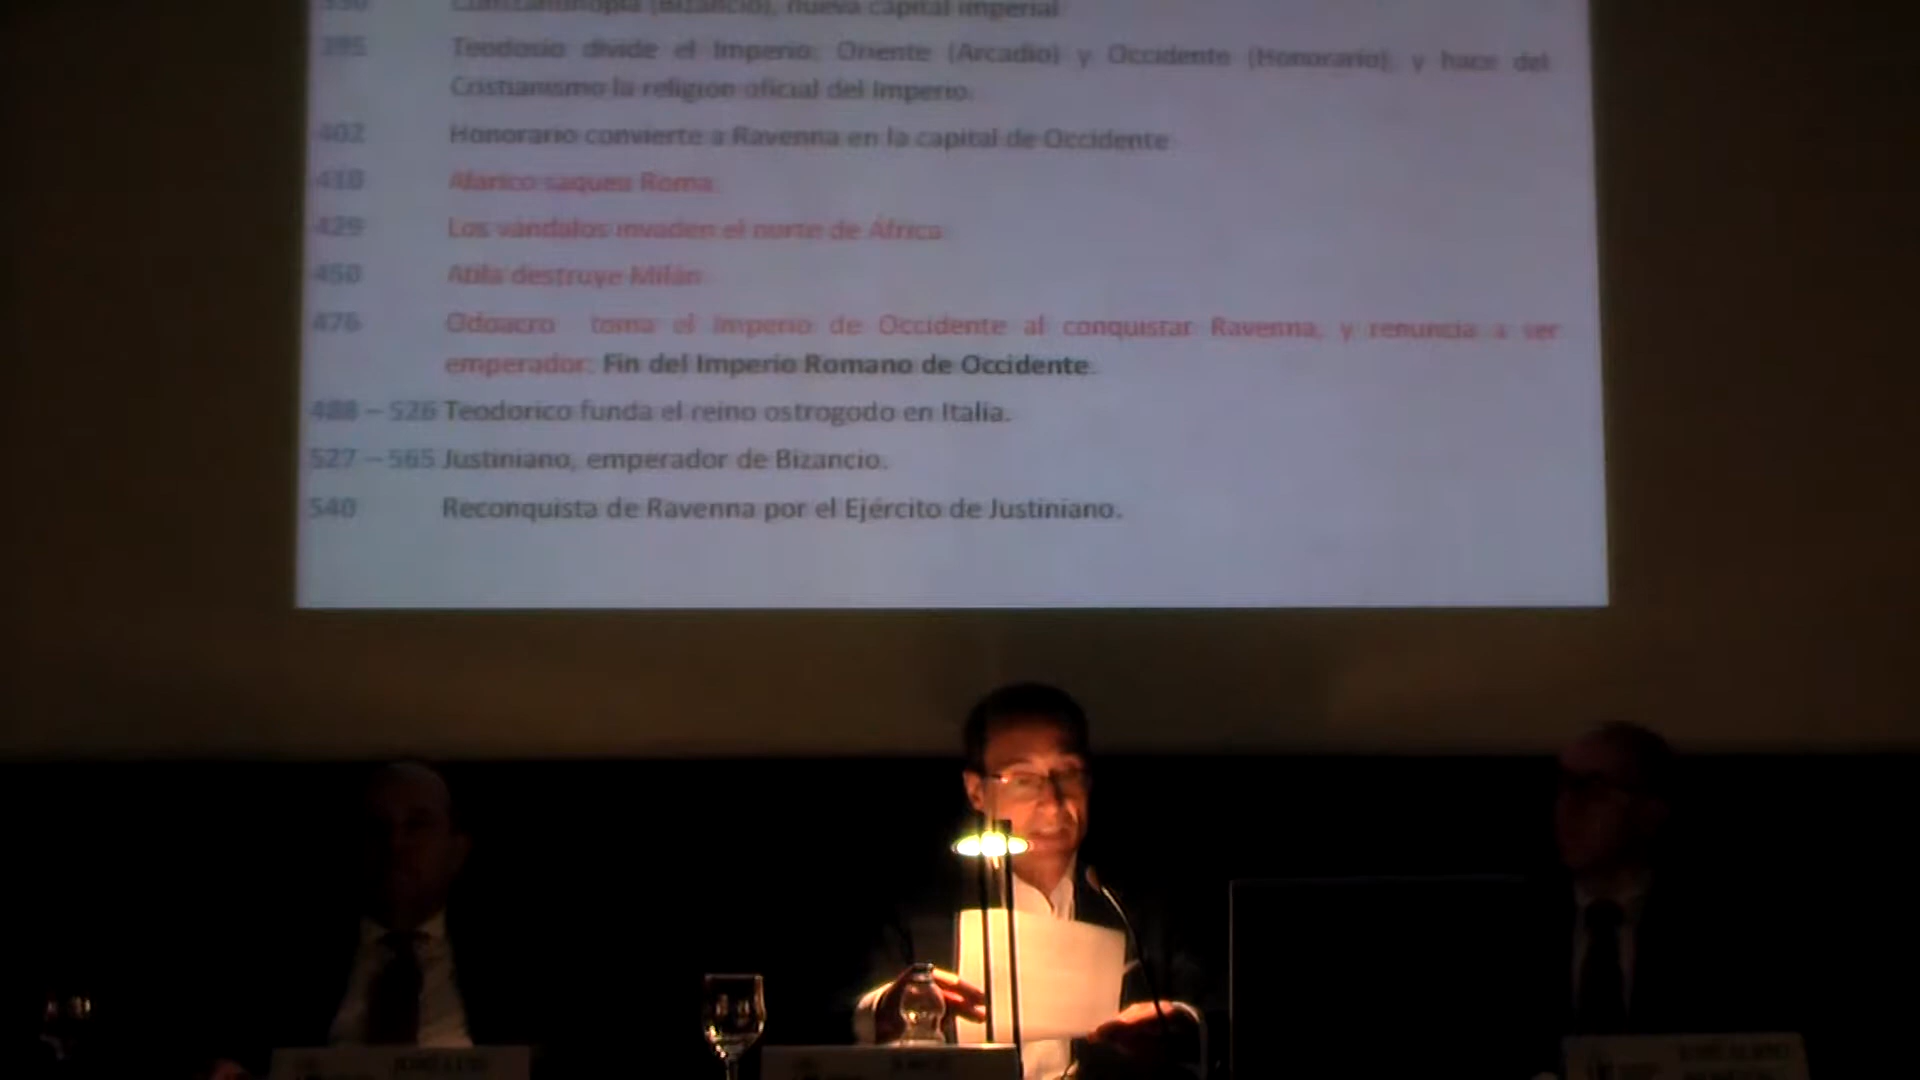 330 Constantinopla (Bizancio), nueva capital imperial
395 Teodosio divide el Imperio: Oriente (Arcadio) y Occidente (Honorario), y hace del
Cristianismo la religión oficial del Imperio.
402 Honorario convierte a Ravenna en la capital de Occidente
410 Alarico saquea Roma.
429 Los vándalos invaden el norte de África.
450 Atila destruye Milán
476 Odoacro toma el Imperio de Occidente al conquistar Ravenna, y renuncia a ser
emperador: Fin del Imperio Romano de Occidente.
488 – 526 Teodorico funda el reino ostrogodo en Italia.
527 – 565 Justiniano, emperador de Bizancio.
540 Reconquista de Ravenna por el Ejército de Justiniano.